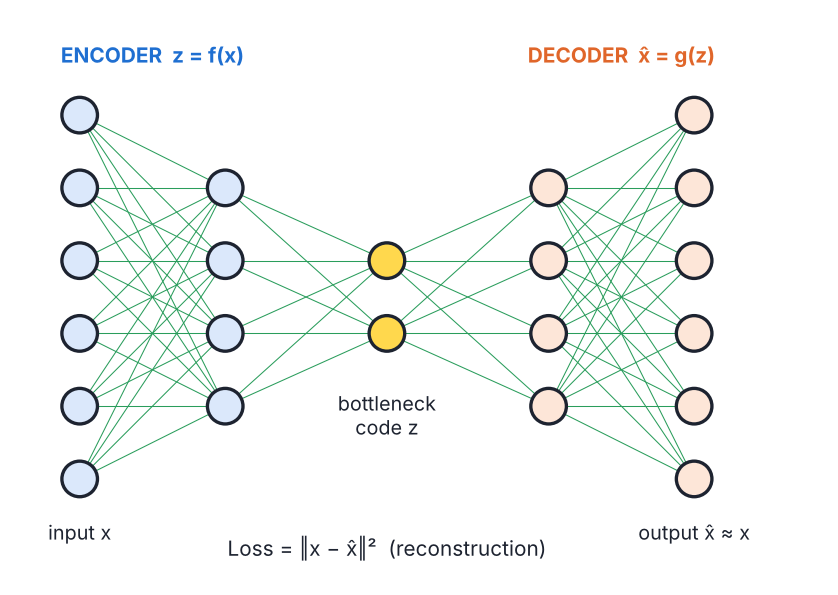 ENCODER z = f(x)
DECODER x̂ = g(z)
bottleneck
code z
input x
output x̂ ≈ x
Loss = ‖x − x̂‖² (reconstruction)